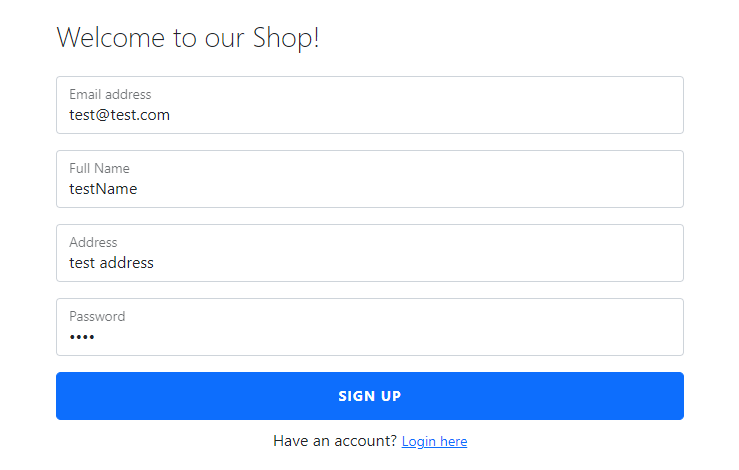 Welcome to our Shop!
Email address
test@test.com
Full Name
testName
Address
test address
Password
••••
SIGN UP
Have an account? Login here